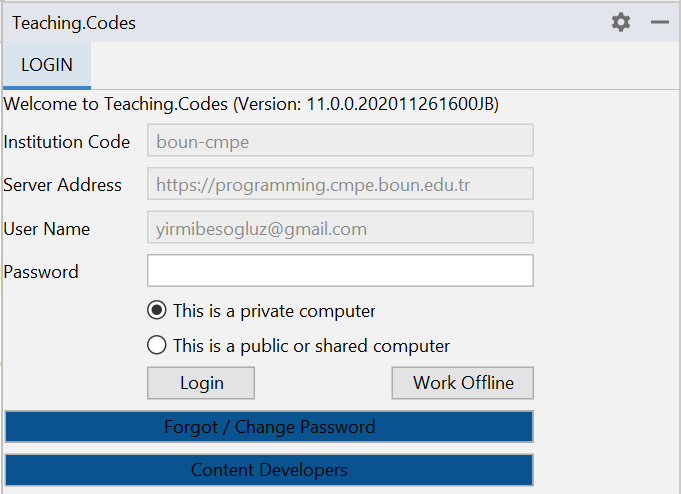 Teaching.Codes
LOGIN
Welcome to Teaching.Codes (Version: 11.0.0.202011261600JB)
Institution Code boun-cmpe
Server Address https://programming.cmpe.boun.edu.tr
User Name yirmibesogluz@gmail.com
Password
This is a private computer
This is a public or shared computer
Login Work Offline
Forgot / Change Password
Content Developers